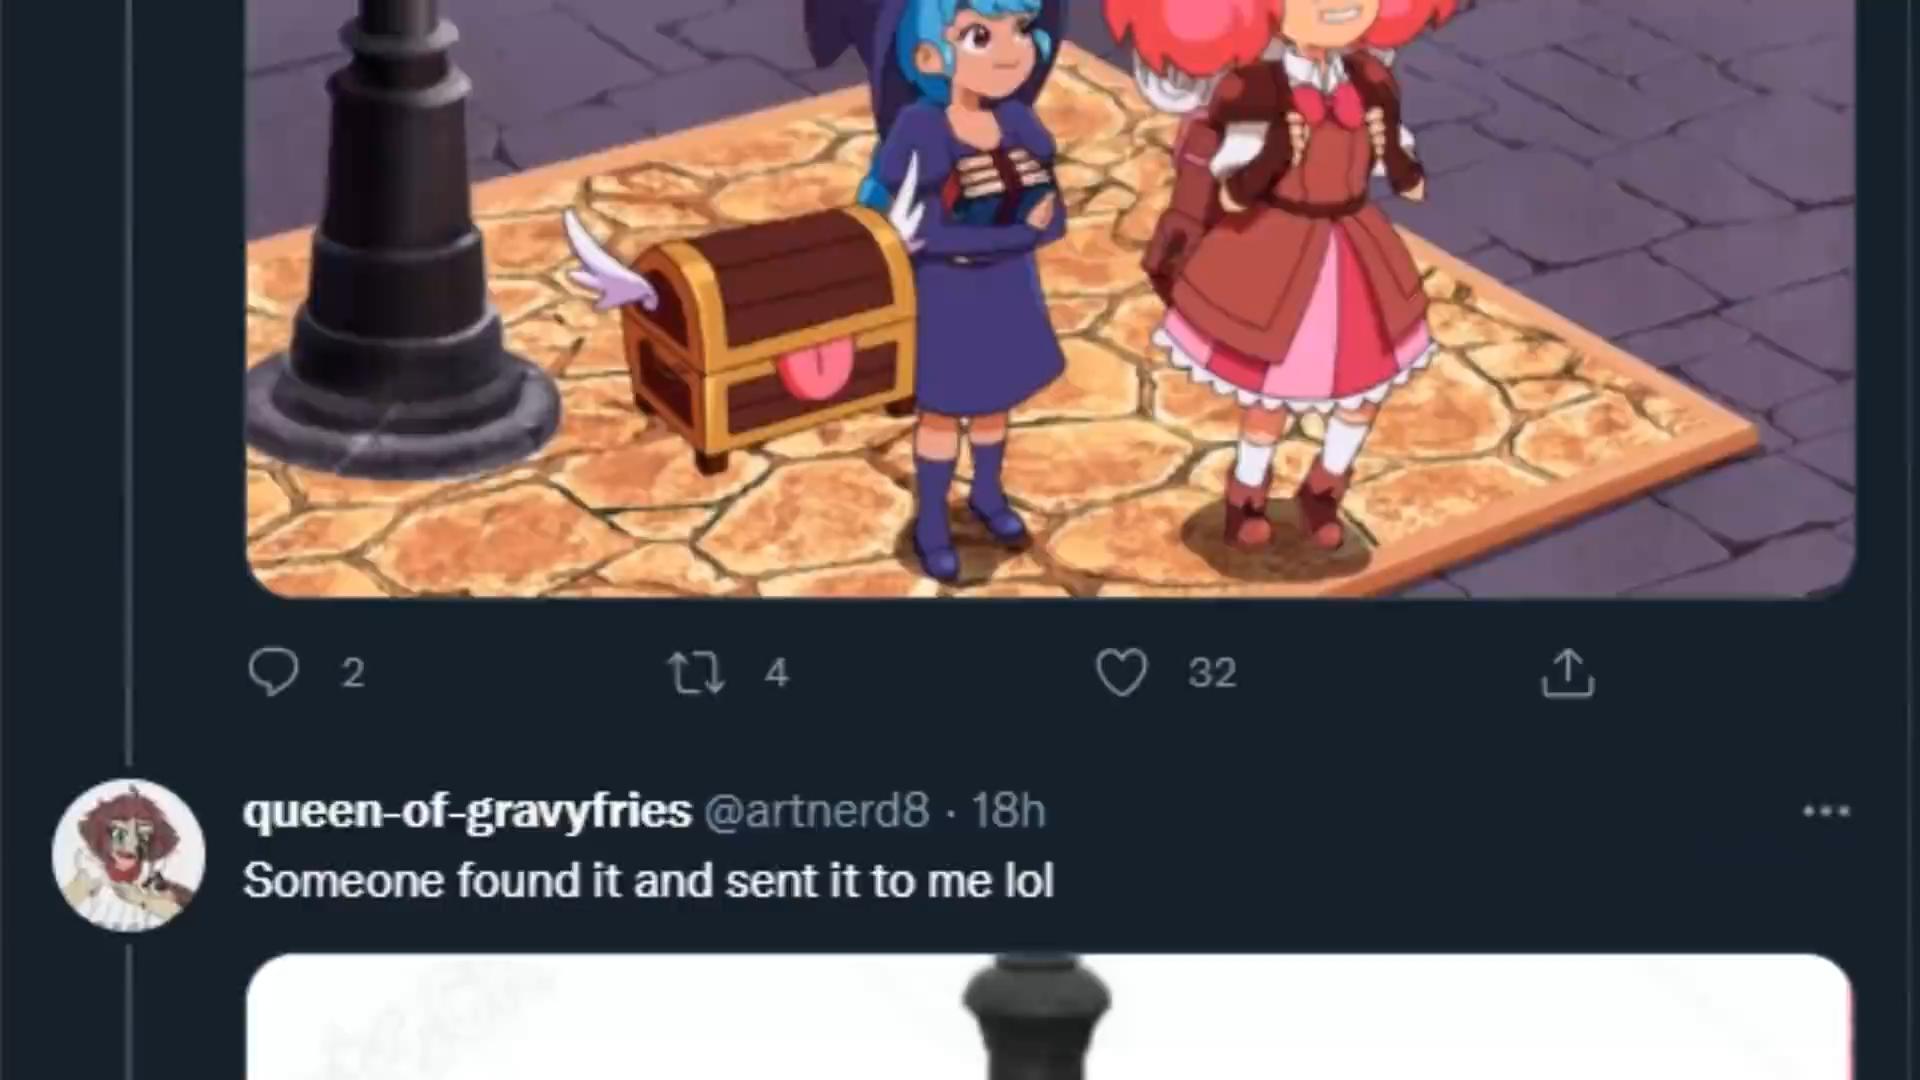 2 4 32
queen-of-gravyfries @artnerd8 · 18h
Someone found it and sent it to me lol